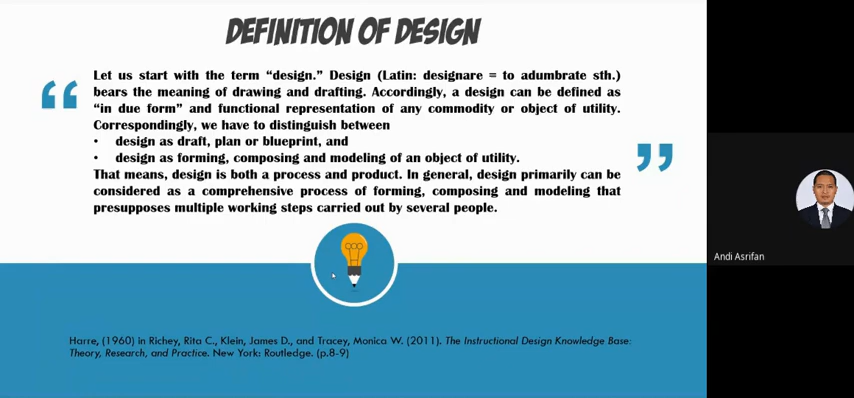 DEFINITION OF DESIGN
“
Let us start with the term “design.” Design (Latin: designare = to adumbrate sth.)
bears the meaning of drawing and drafting. Accordingly, a design can be defined as
“in due form” and functional representation of any commodity or object of utility.
Correspondingly, we have to distinguish between
• design as draft, plan or blueprint, and
• design as forming, composing and modeling of an object of utility.
That means, design is both a process and product. In general, design primarily can be
considered as a comprehensive process of forming, composing and modeling that
presupposes multiple working steps carried out by several people.
”
Andi Asrifan
Harre, (1960) in Richey, Rita C., Klein, James D., and Tracey, Monica W. (2011). The Instructional Design Knowledge Base:
Theory, Research, and Practice. New York: Routledge. (p.8-9)